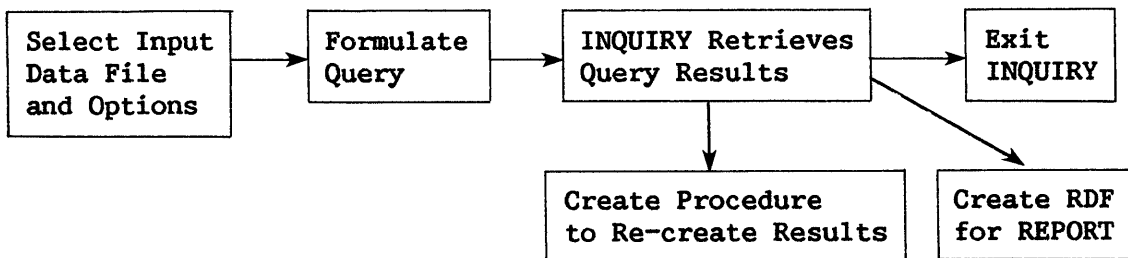 Select Input
Data File
and Options
Formulate
Query
INQUIRY Retrieves
Query Results
Exit
INQUIRY
Create Procedure
to Re-create Results
Create RDF
for REPORT